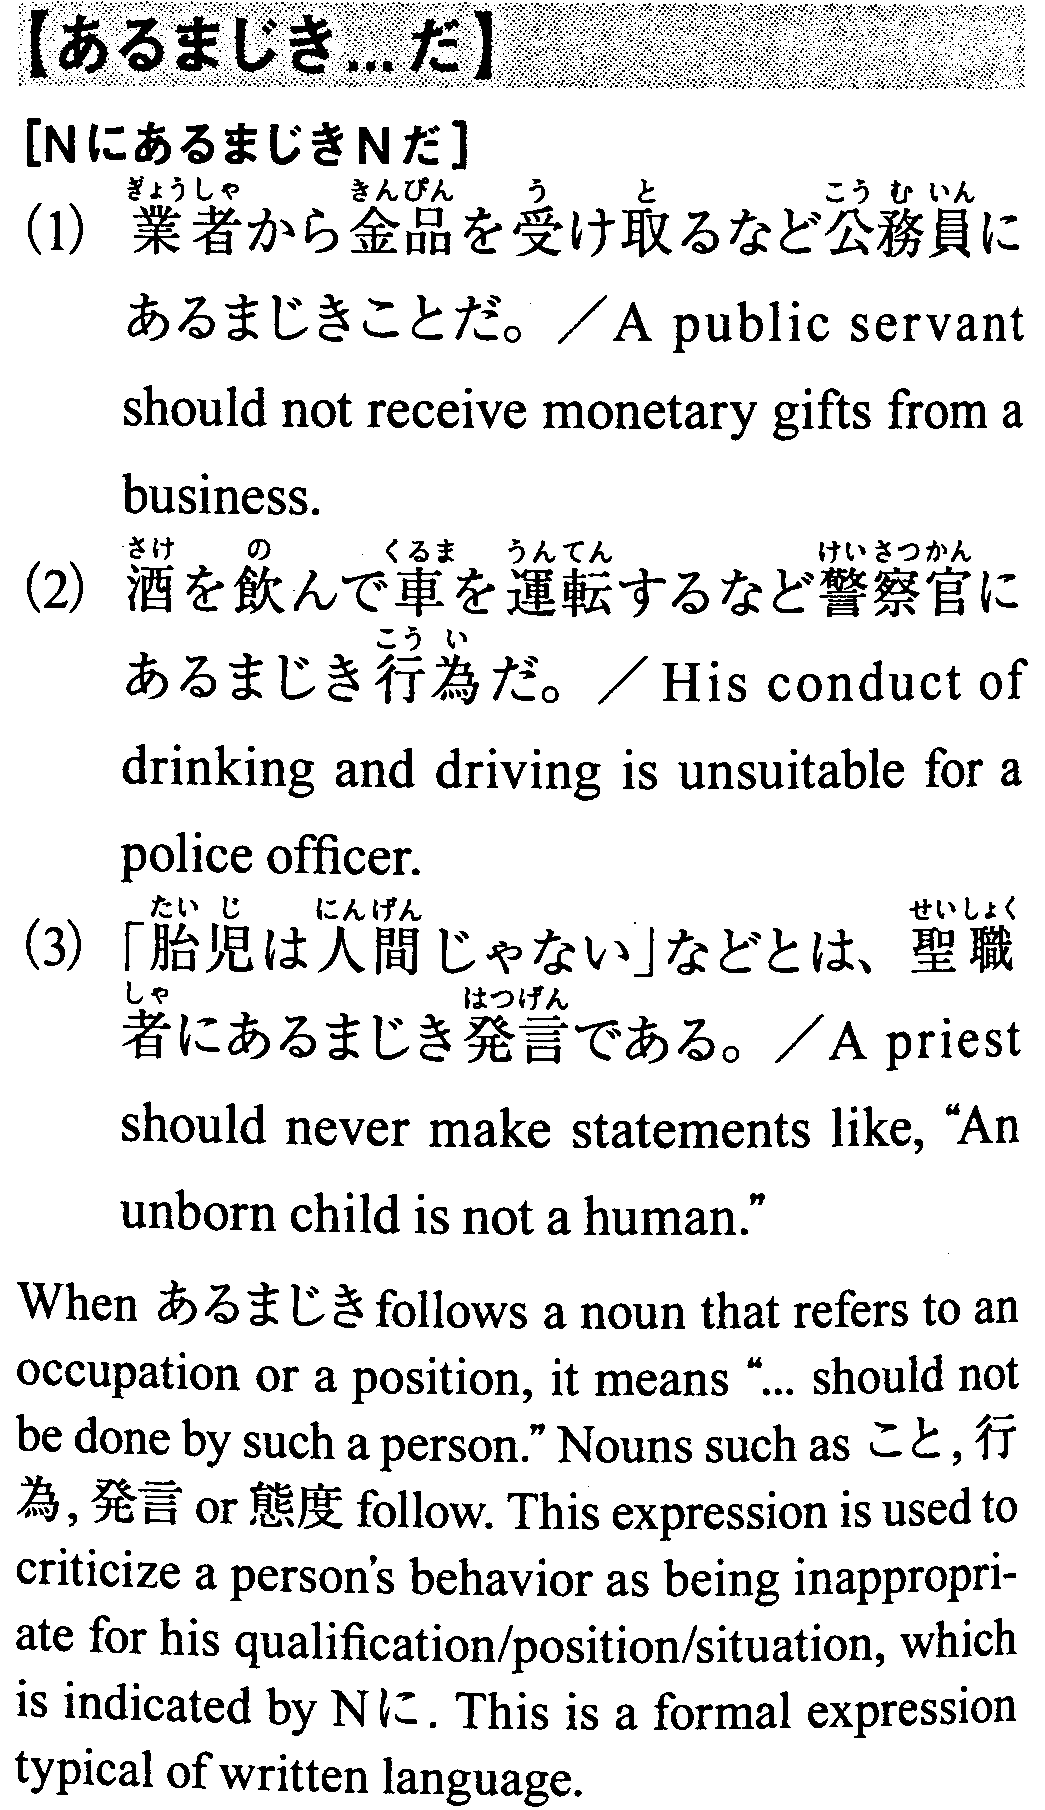 【あるまじき…だ】
[NにあるまじきNだ]
ぎょうしゃ きんぴん う と こうむいん
(1) 業者から金品を受け取るなど公務員に
あるまじきことだ。／A public servant
should not receive monetary gifts from a
business.
さけ の くるま うんてん けいさつかん
(2) 酒を飲んで車を運転するなど警察官に
こうい
あるまじき行為だ。／His conduct of
drinking and driving is unsuitable for a
police officer.
たいじ にんげん せいしょく
(3) 「胎児は人間じゃない」などとは、聖職
しゃ はつげん
者にあるまじき発言である。／A priest
should never make statements like, “An
unborn child is not a human.”
When あるまじき follows a noun that refers to an
occupation or a position, it means “... should not
be done by such a person.” Nouns such as こと, 行
為, 発言 or 態度 follow. This expression is used to
criticize a person's behavior as being inappropri-
ate for his qualification/position/situation, which
is indicated by Nに. This is a formal expression
typical of written language.